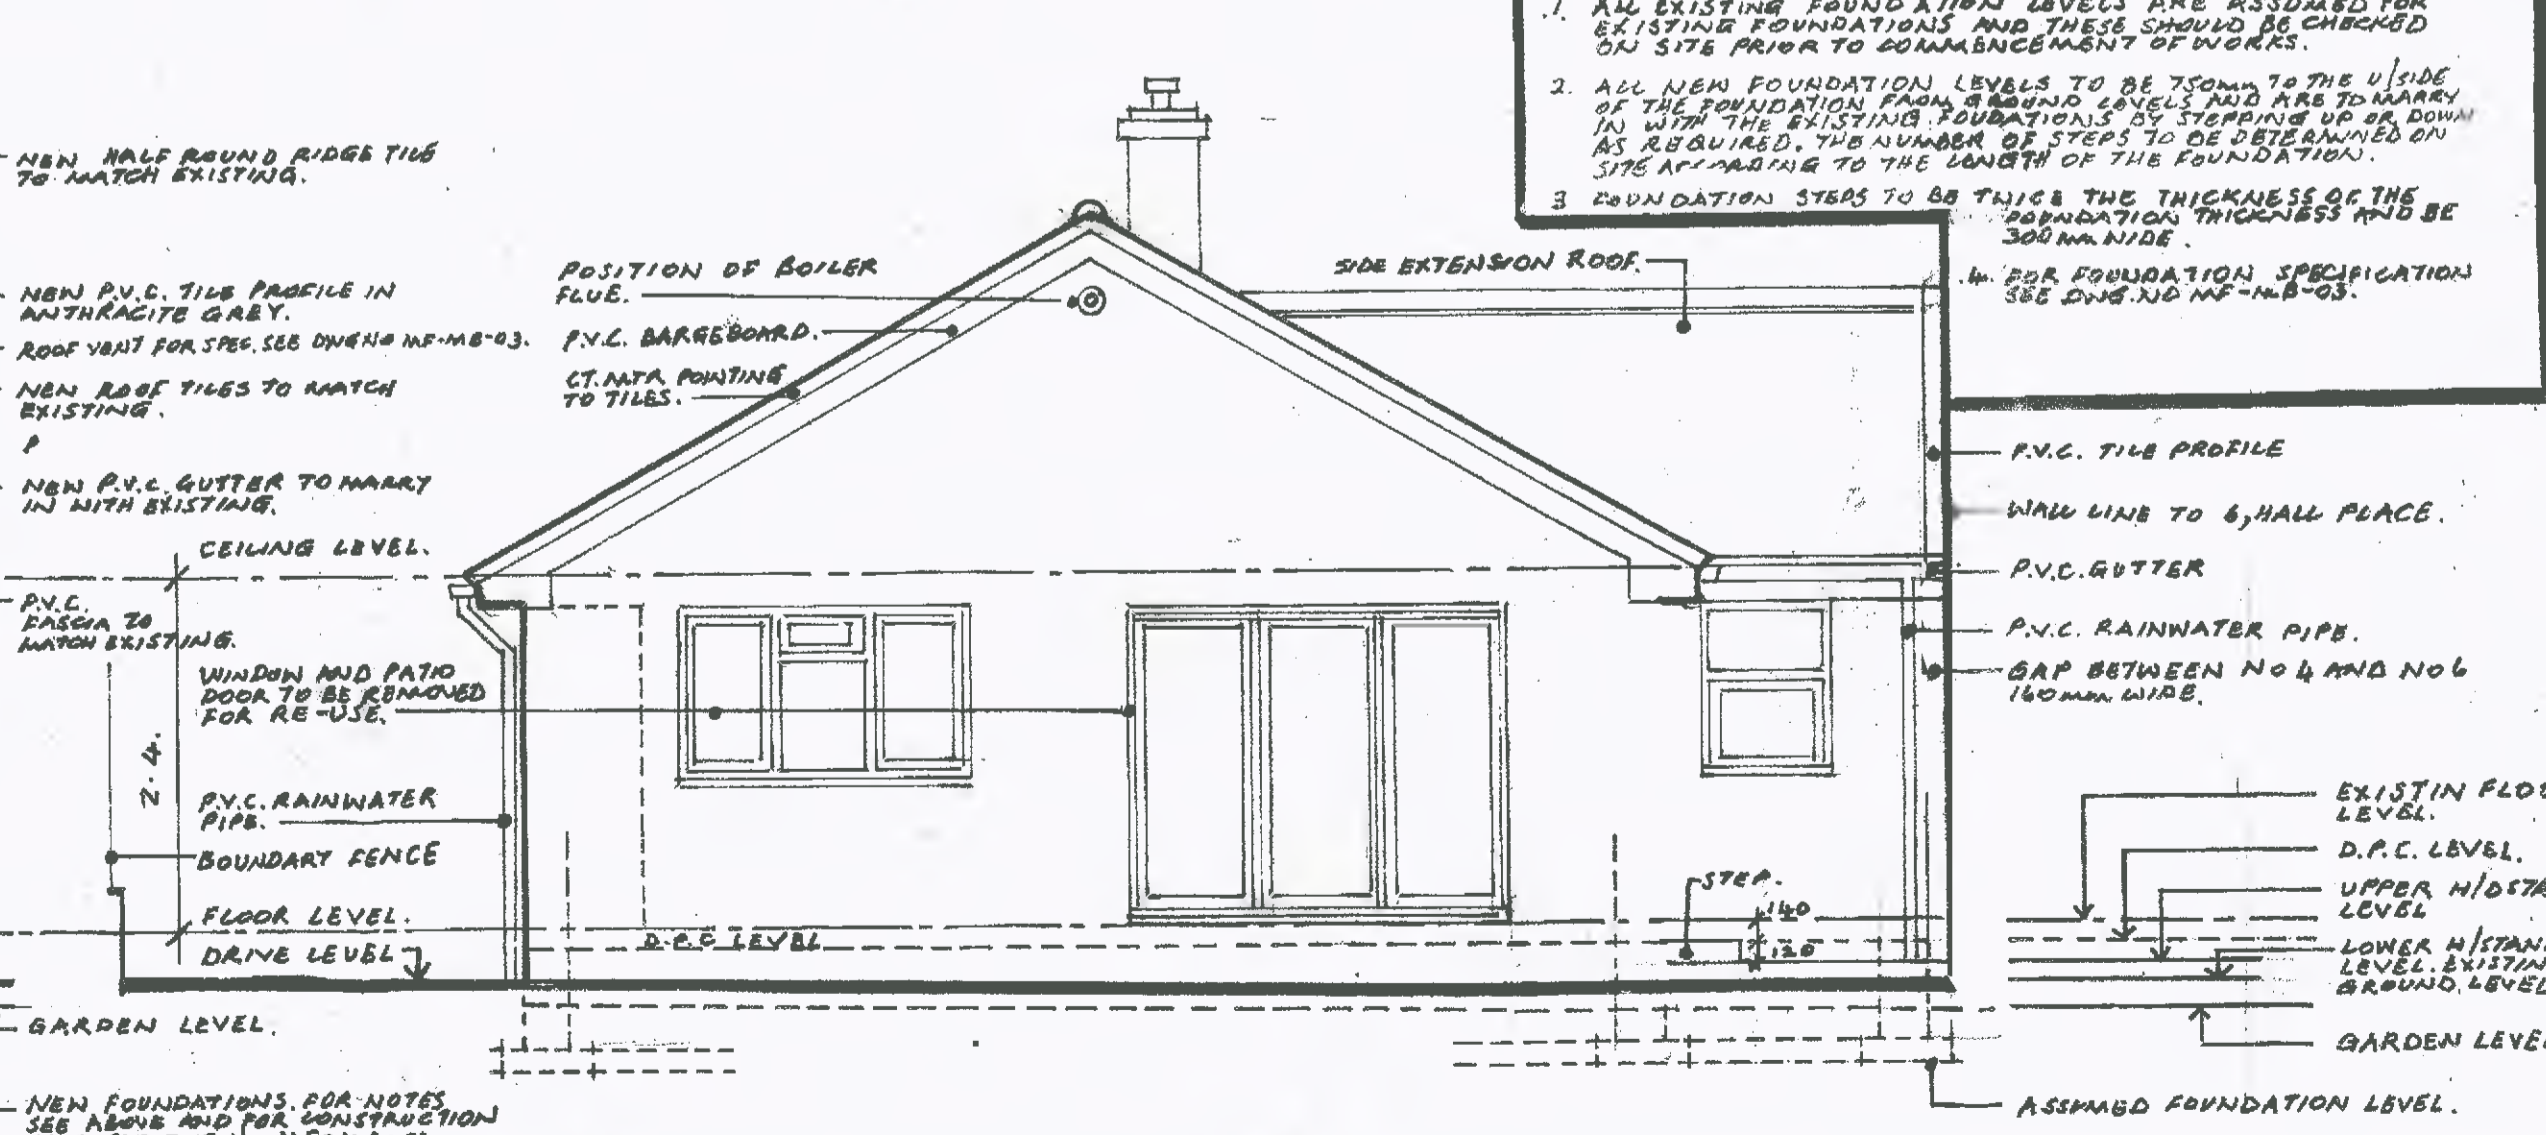 1. ALL EXISTING FOUNDATION LEVELS ARE ASSUMED FOR
EXISTING FOUNDATIONS AND THESE SHOULD BE CHECKED
ON SITE PRIOR TO COMMENCEMENT OF WORKS.
2. ALL NEW FOUNDATION LEVELS TO BE 750mm TO THE U/SIDE
OF THE FOUNDATION FROM GROUND LEVELS AND ARE TO MARRY
IN WITH THE EXISTING FOUDATIONS BY STEPPING UP OR DOWN
AS REQUIRED. THE NUMBER OF STEPS TO BE DETERMINED ON
SITE ACCORDING TO THE LENGTH OF THE FOUNDATION.
3 FOUNDATION STEPS TO BE TWICE THE THICKNESS OF THE
FOUNDATION THICKNESS AND BE
300mm WIDE.
4. FOR FOUNDATION SPECIFICATION
SEE DWG.NO MF-MB-03.
NEW HALF ROUND RIDGE TILE
TO MATCH EXISTING.
NEW P.V.C. TILE PROFILE IN
ANTHRACITE GREY.
ROOF VENT FOR SPEC. SEE DWG NO MF-MB-03.
NEW ROOF TILES TO MATCH
EXISTING.
P
NEW P.V.C. GUTTER TO MARRY
IN WITH EXISTING.
CEILING LEVEL.
P.V.C.
FASCIA TO
MATCH EXISTING.
WINDOW AND PATIO
DOOR TO BE REMOVED
FOR RE-USE.
2.4.
P.V.C. RAINWATER
PIPE.
BOUNDARY FENCE
FLOOR LEVEL.
DRIVE LEVEL
GARDEN LEVEL.
NEW FOUNDATIONS. FOR NOTES
SEE ABOVE AND FOR CONSTRUCTION
POSITION OF BOILER
FLUE.
P.V.C. BARGEBOARD.
CT. MTR POINTING
TO TILES.
SIDE EXTENSION ROOF.
D.P.C LEVEL
STEP.
140
120
P.V.C. TILE PROFILE
WALL LINE TO 6, HALL PLACE.
P.V.C. GUTTER
P.V.C. RAINWATER PIPE.
GAP BETWEEN NO 4 AND NO 6
160mm WIDE.
EXISTIN FLOO
LEVEL.
D.P.C. LEVEL.
UPPER H/DSTA
LEVEL
LOWER H/STAN
LEVEL. EXISTIN
GROUND. LEVEL
GARDEN LEVE
ASSUMED FOUNDATION LEVEL.